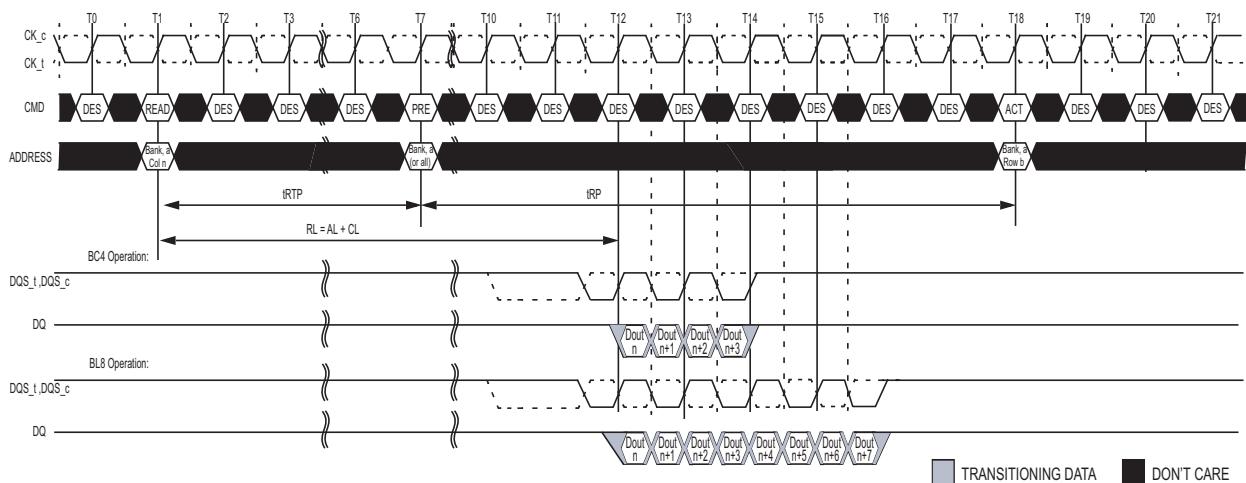 T0 T1 T2 T3 T6 T7 T10 T11 T12 T13 T14 T15 T16 T17 T18 T19 T20 T21
CK_c
CK_t
CMD DES READ DES DES DES PRE DES DES DES DES DES DES DES DES ACT DES DES DES
ADDRESS Bank, a Bank, a Bank, a
Col n (or all) Row b
tRTP tRP
RL = AL + CL
BC4 Operation:
DQS_t ,DQS_c
DQ Dout Dout Dout Dout
n n+1 n+2 n+3
BL8 Operation:
DQS_t ,DQS_c
DQ Dout Dout Dout Dout Dout Dout Dout Dout
n n+1 n+2 n+3 n+4 n+5 n+6 n+7
TRANSITIONING DATA DON'T CARE